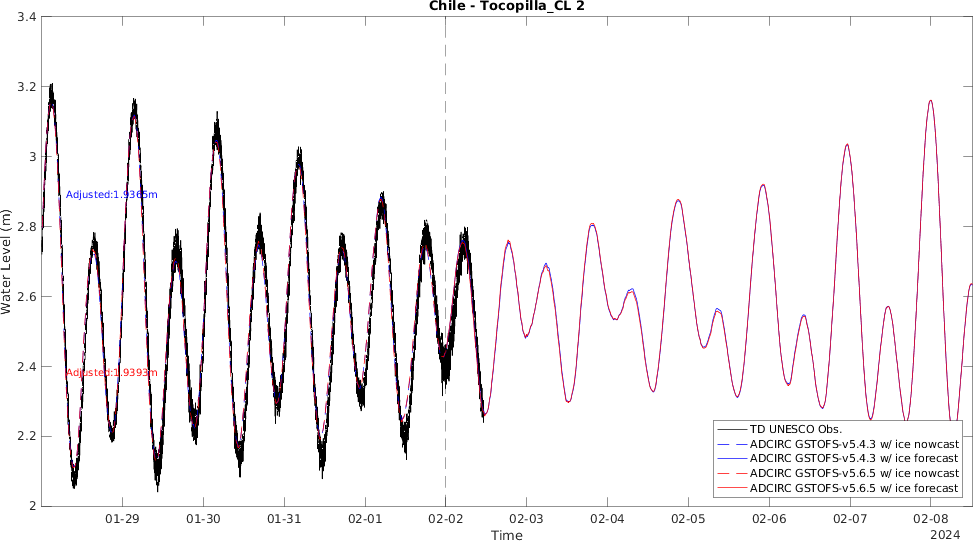 Chile - Tocopilla_CL 2
3.4
3.2
3
2.8
2.6
2.4
2.2
2
Water Level (m)
Adjusted:1.9365m
Adjusted:1.9393m
TD UNESCO Obs.
ADCIRC GSTOFS-v5.4.3 w/ ice nowcast
ADCIRC GSTOFS-v5.4.3 w/ ice forecast
ADCIRC GSTOFS-v5.6.5 w/ ice nowcast
ADCIRC GSTOFS-v5.6.5 w/ ice forecast
01-29 01-30 01-31 02-01 02-02 02-03 02-04 02-05 02-06 02-07 02-08
Time
2024